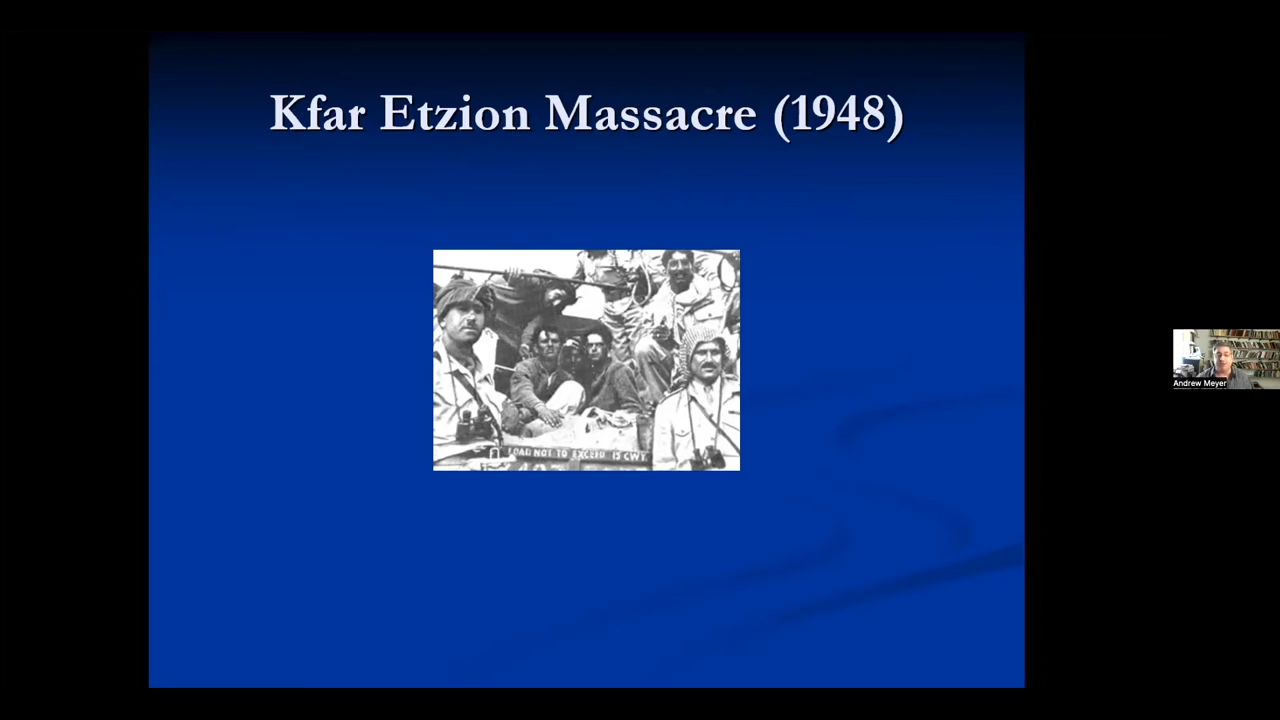 Kfar Etzion Massacre (1948)
LOAD NOT TO EXCEED 15 CWT.
Andrew Meyer